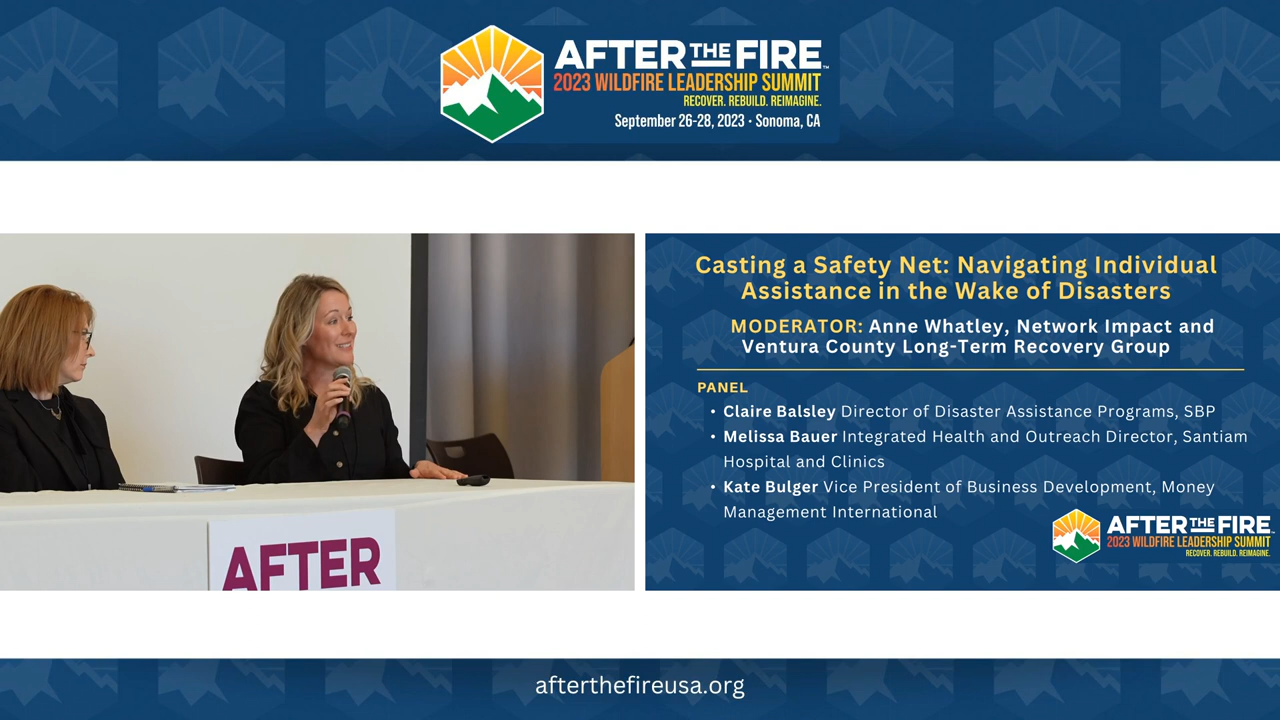 AFTER THE FIRE™
2023 WILDFIRE LEADERSHIP SUMMIT
RECOVER. REBUILD. REIMAGINE.
September 26-28, 2023 • Sonoma, CA
AFTER
Casting a Safety Net: Navigating Individual
Assistance in the Wake of Disasters
MODERATOR: Anne Whatley, Network Impact and
Ventura County Long-Term Recovery Group
PANEL
• Claire Balsley Director of Disaster Assistance Programs, SBP
• Melissa Bauer Integrated Health and Outreach Director, Santiam
Hospital and Clinics
• Kate Bulger Vice President of Business Development, Money
Management International
AFTER THE FIRE™
2023 WILDFIRE LEADERSHIP SUMMIT
RECOVER. REBUILD. REIMAGINE.
afterthefireusa.org